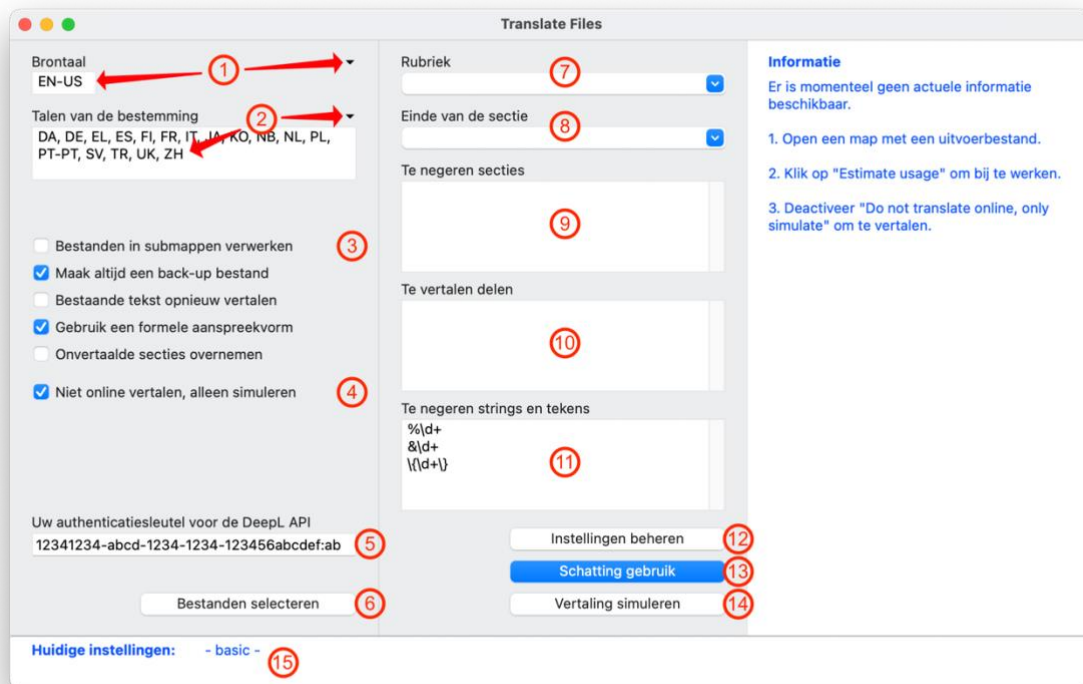 Translate Files
Brontaal
EN-US
1
Talen van de bestemming
2
DA, DE, EL, ES, FI, FR, IT, JA, KO, NB, NL, PL,
PT-PT, SV, TR, UK, ZH
Bestanden in submappen verwerken
3
Maak altijd een back-up bestand
Bestaande tekst opnieuw vertalen
Gebruik een formele aanspreekvorm
Onvertaalde secties overnemen
Niet online vertalen, alleen simuleren
4
Uw authenticatiesleutel voor de DeepL API
12341234-abcd-1234-1234-123456abcdef:ab
5
Bestanden selecteren
6
Rubriek
7
Einde van de sectie
8
Te negeren secties
9
Te vertalen delen
10
Te negeren strings en tekens
%\d+
&\d+
\{\d+\}
11
Instellingen beheren
12
Schatting gebruik
13
Vertaling simuleren
14
Informatie
Er is momenteel geen actuele informatie
beschikbaar.
1. Open een map met een uitvoerbestand.
2. Klik op "Estimate usage" om bij te werken.
3. Deactiveer "Do not translate online, only
simulate" om te vertalen.
Huidige instellingen: - basic -
15